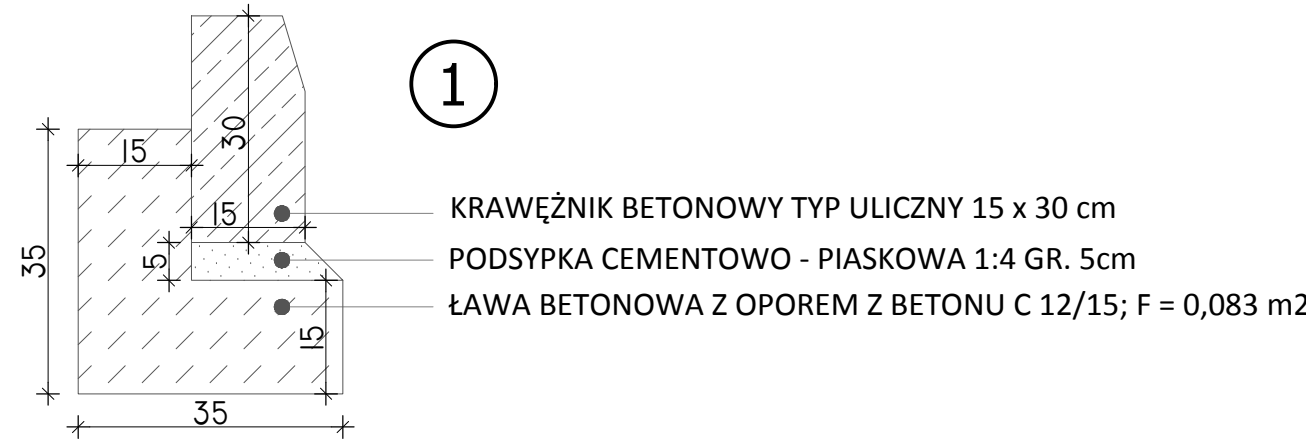 1
30
15
15
35
5
15
35
KRAWĘŻNIK BETONOWY TYP ULICZNY 15 x 30 cm
PODSYPKA CEMENTOWO - PIASKOWA 1:4 GR. 5cm
ŁAWA BETONOWA Z OPOREM Z BETONU C 12/15; F = 0,083 m2